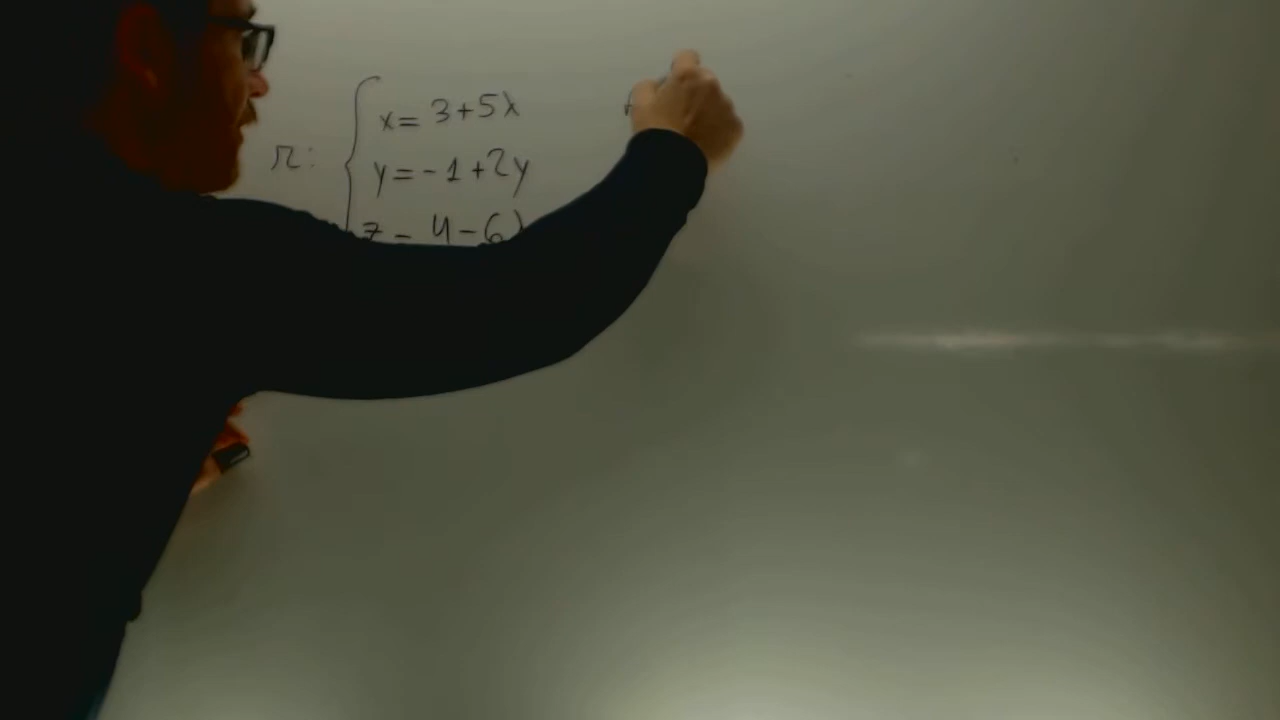 r: x = 3 + 5λ
y = -1 + 2y
z = 4 - 6λ